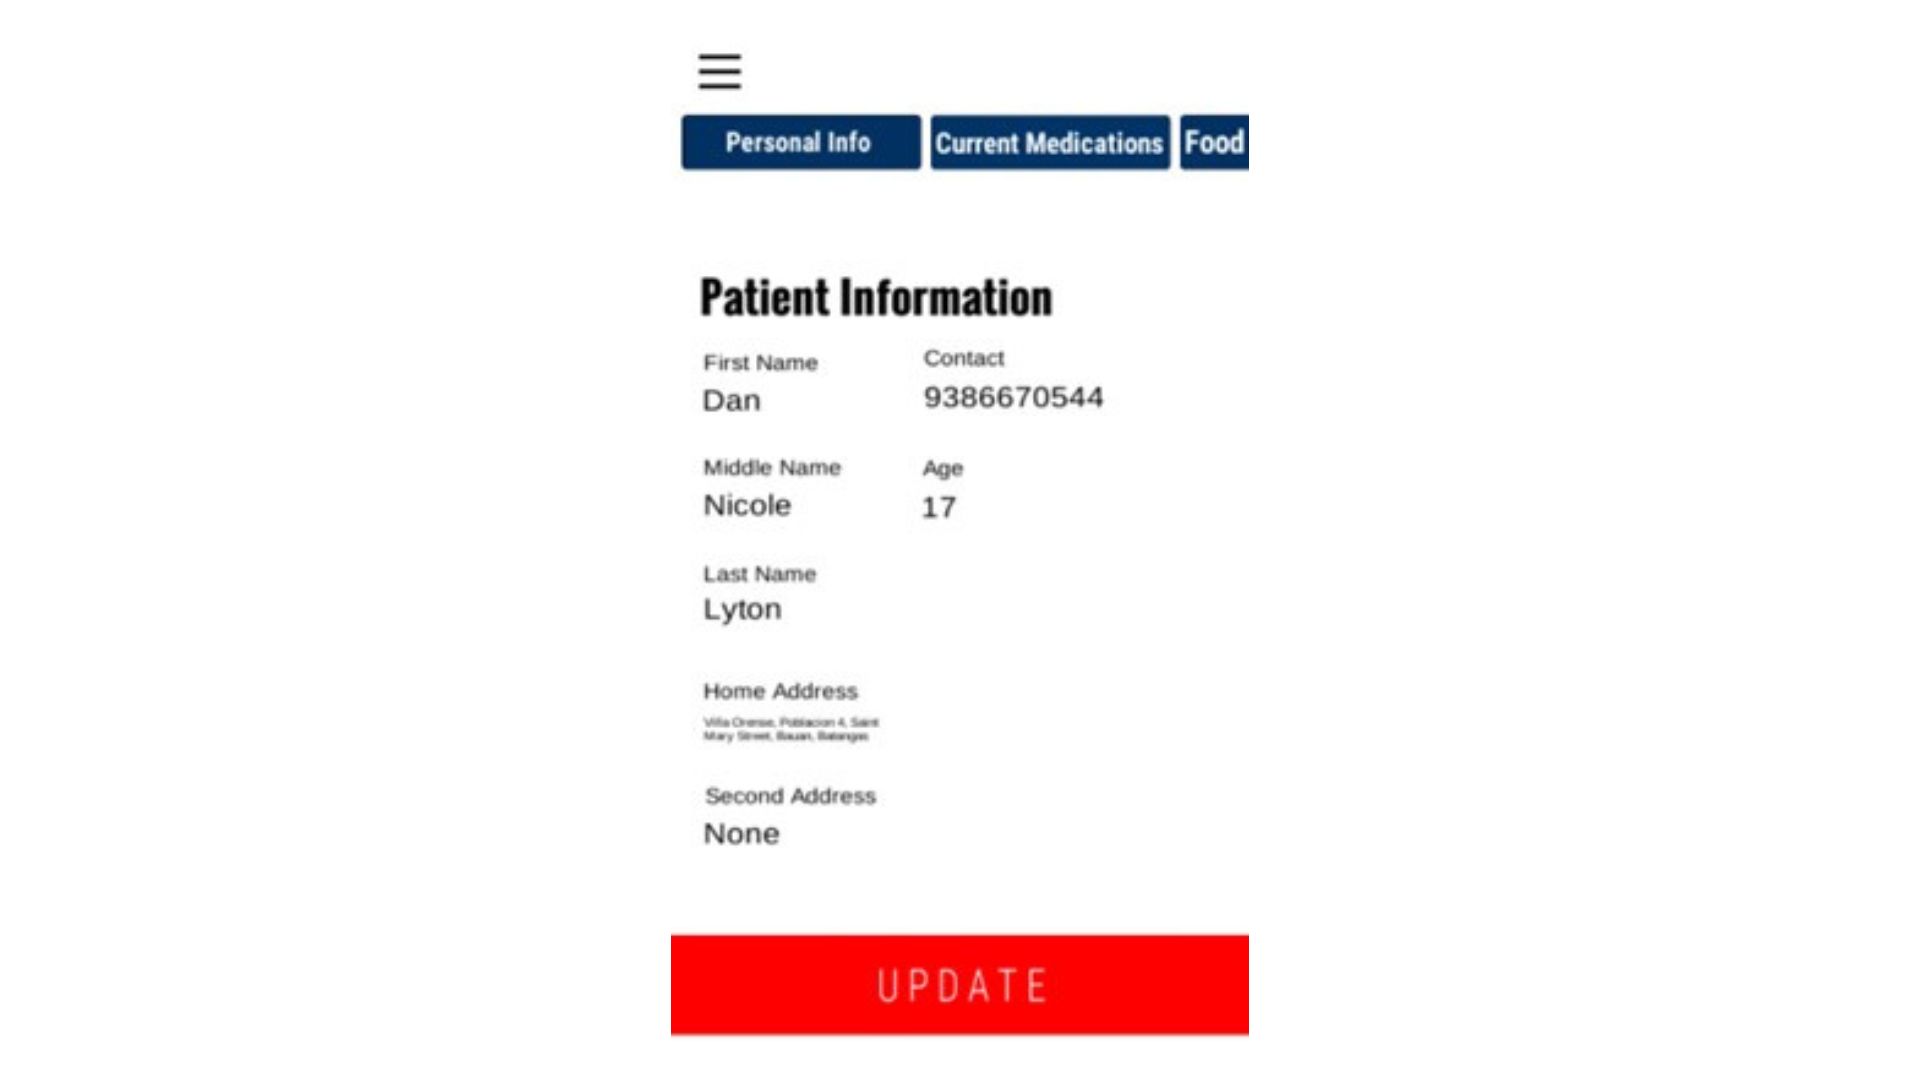 Personal Info
Current Medications
Food
Patient Information
First Name
Contact
Dan
9386670544
Middle Name
Age
Nicole
17
Last Name
Lyton
Home Address
Villa Orense, Poblacion 4, Saint
Mary Street, Bauan, Batangas
Second Address
None
UPDATE